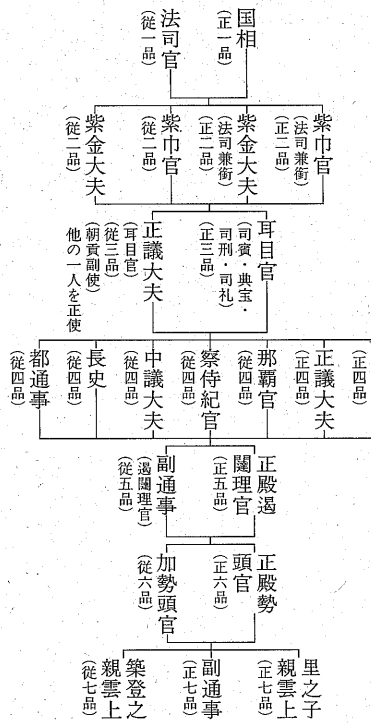 国相
(正一品)
法司官
(従一品)
紫巾官
(法司兼銜)
(正二品)
紫金大夫
(法司兼銜)
(正二品)
紫巾官
(従二品)
紫金大夫
(従二品)
耳目官
(司賓・典宝・
司刑・司礼)
(正三品)
正議大夫
(耳目官)
(従三品)
(朝貢副使)
他の一人を正使
(正四品)
正議大夫
(正四品)
那覇官
(従四品)
察侍紀官
(従四品)
中議大夫
(従四品)
長史
(従四品)
都通事
(従四品)
正殿遏
闥理官
(正五品)
副通事
(遏闥理官)
(従五品)
正殿勢
頭官
(正六品)
加勢頭官
(従六品)
里之子
親雲上
(正七品)
副通事
(正七品)
築登之
親雲上
(従七品)